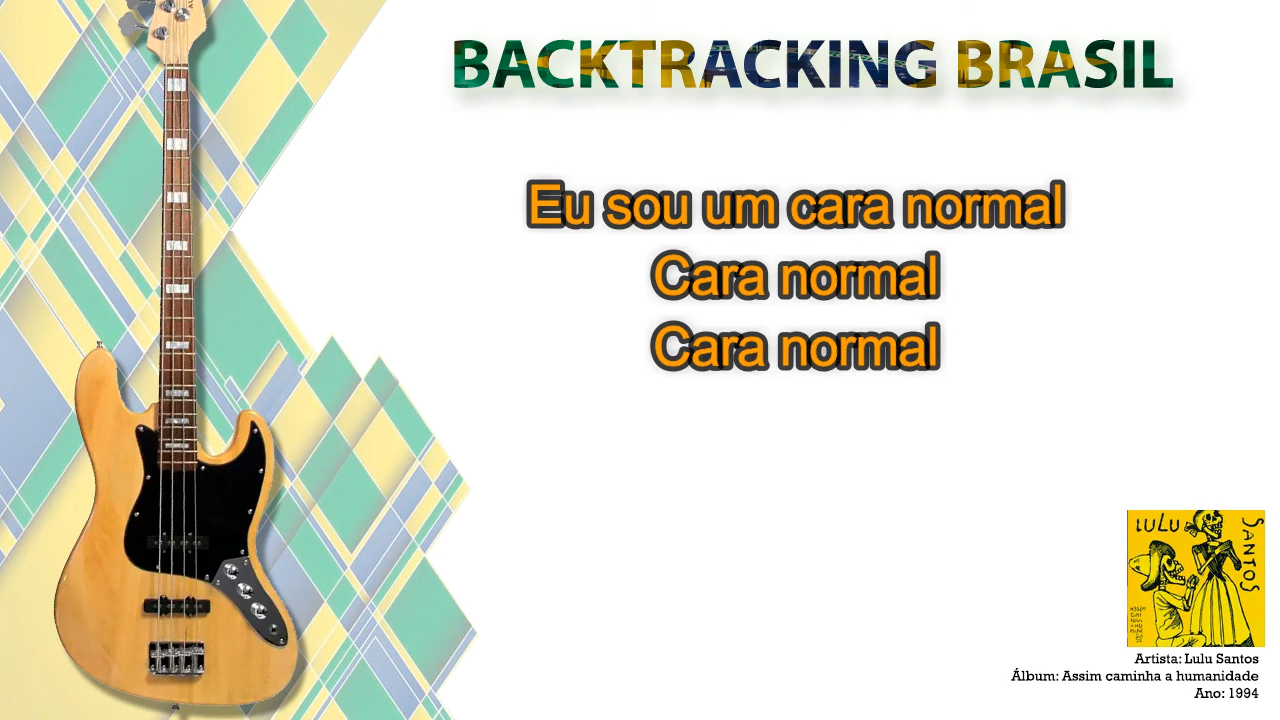 BACKTRACKING BRASIL
Eu sou um cara normal
Cara normal
Cara normal
LULU
SANTOS
Artista: Lulu Santos
Álbum: Assim caminha a humanidade
Ano: 1994